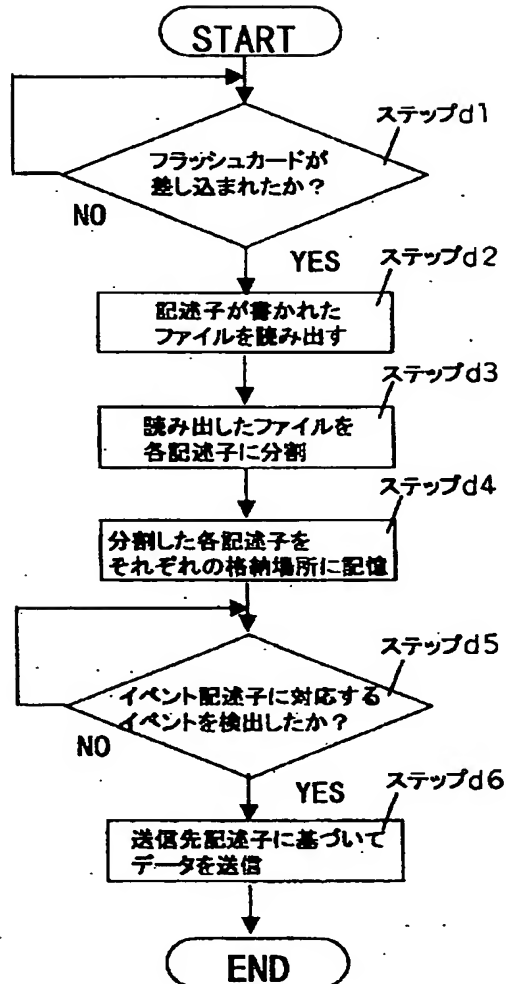 START
ステップd1
フラッシュカードが
差し込まれたか？
NO
YES
ステップd2
記述子が書かれた
ファイルを読み出す
ステップd3
読み出したファイルを
各記述子に分割
ステップd4
分割した各記述子を
それぞれの格納場所に記憶
ステップd5
イベント記述子に対応する
イベントを検出したか？
NO
YES
ステップd6
送信先記述子に基づいて
データを送信
END